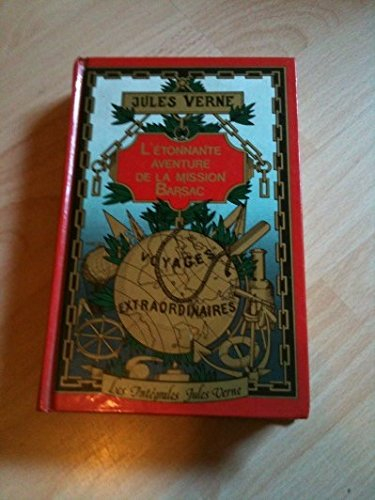 JULES VERNE
L'ÉTONNANTE
AVENTURE
DE LA MISSION
BARSAC
VOYAGES
EXTRAORDINAIRES
Les Intégrales Jules Verne